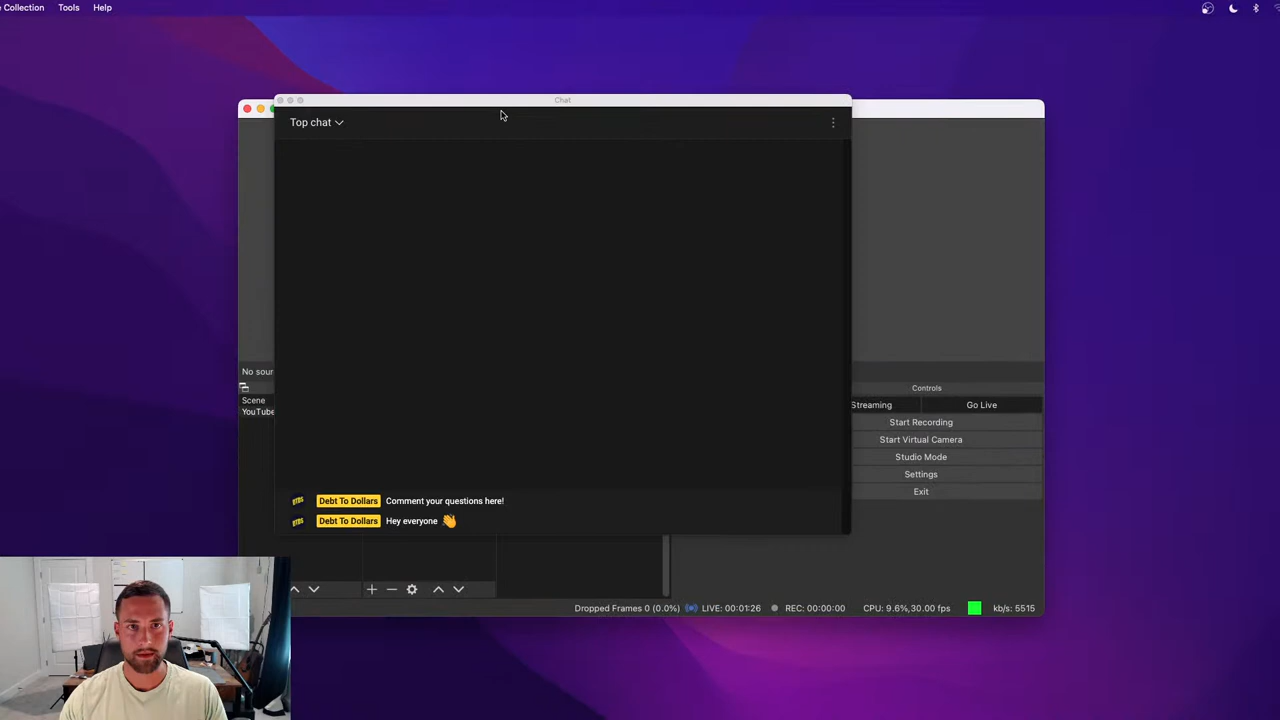 Collection
Tools
Help
Chat
Top chat
No sour
Scene
YouTube
Controls
Streaming
Go Live
Start Recording
Start Virtual Camera
Studio Mode
Settings
Exit
Debt To Dollars Comment your questions here!
Debt To Dollars Hey everyone 👋
Dropped Frames 0 (0.0%)
LIVE: 00:01:26
REC: 00:00:00
CPU: 9.6%,30.00 fps
kb/s: 5515